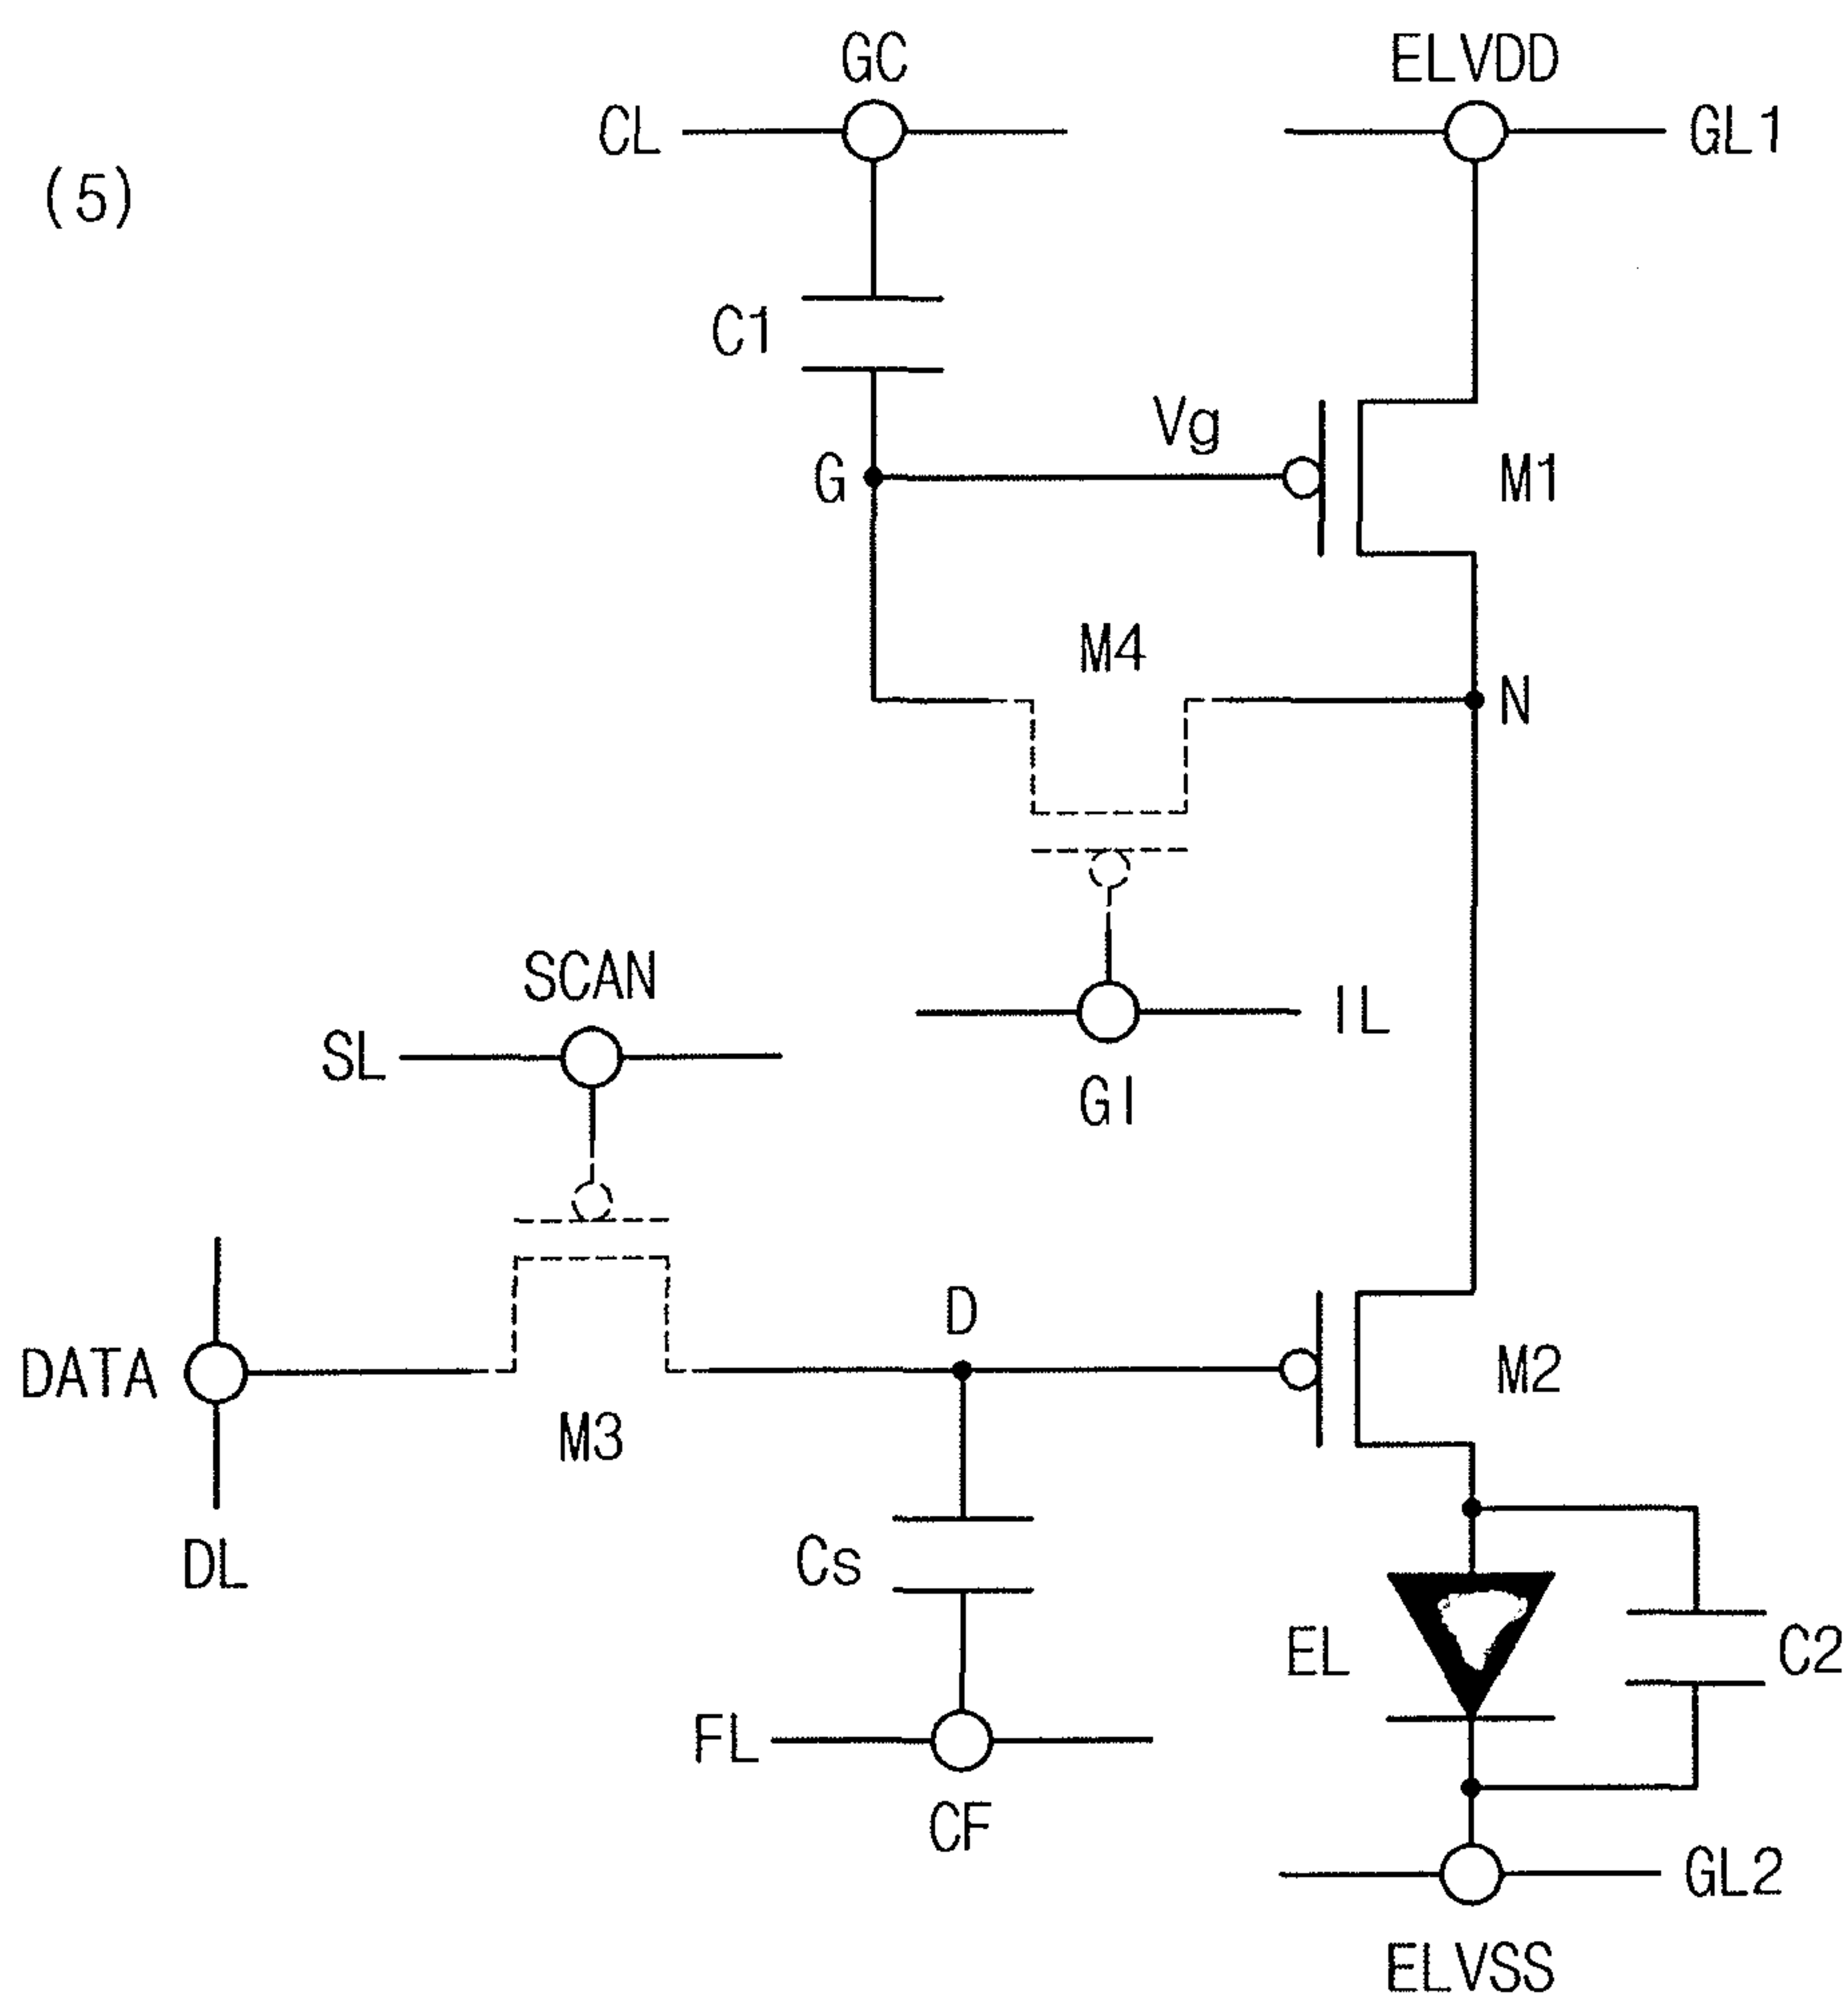 GC
ELVDD
CL
GL1
(5)
C1
Vg
G
M1
M4
N
SCAN
IL
SL
GI
D
DATA
M2
M3
DL
Cs
EL
C2
FL
CF
GL2
ELVSS